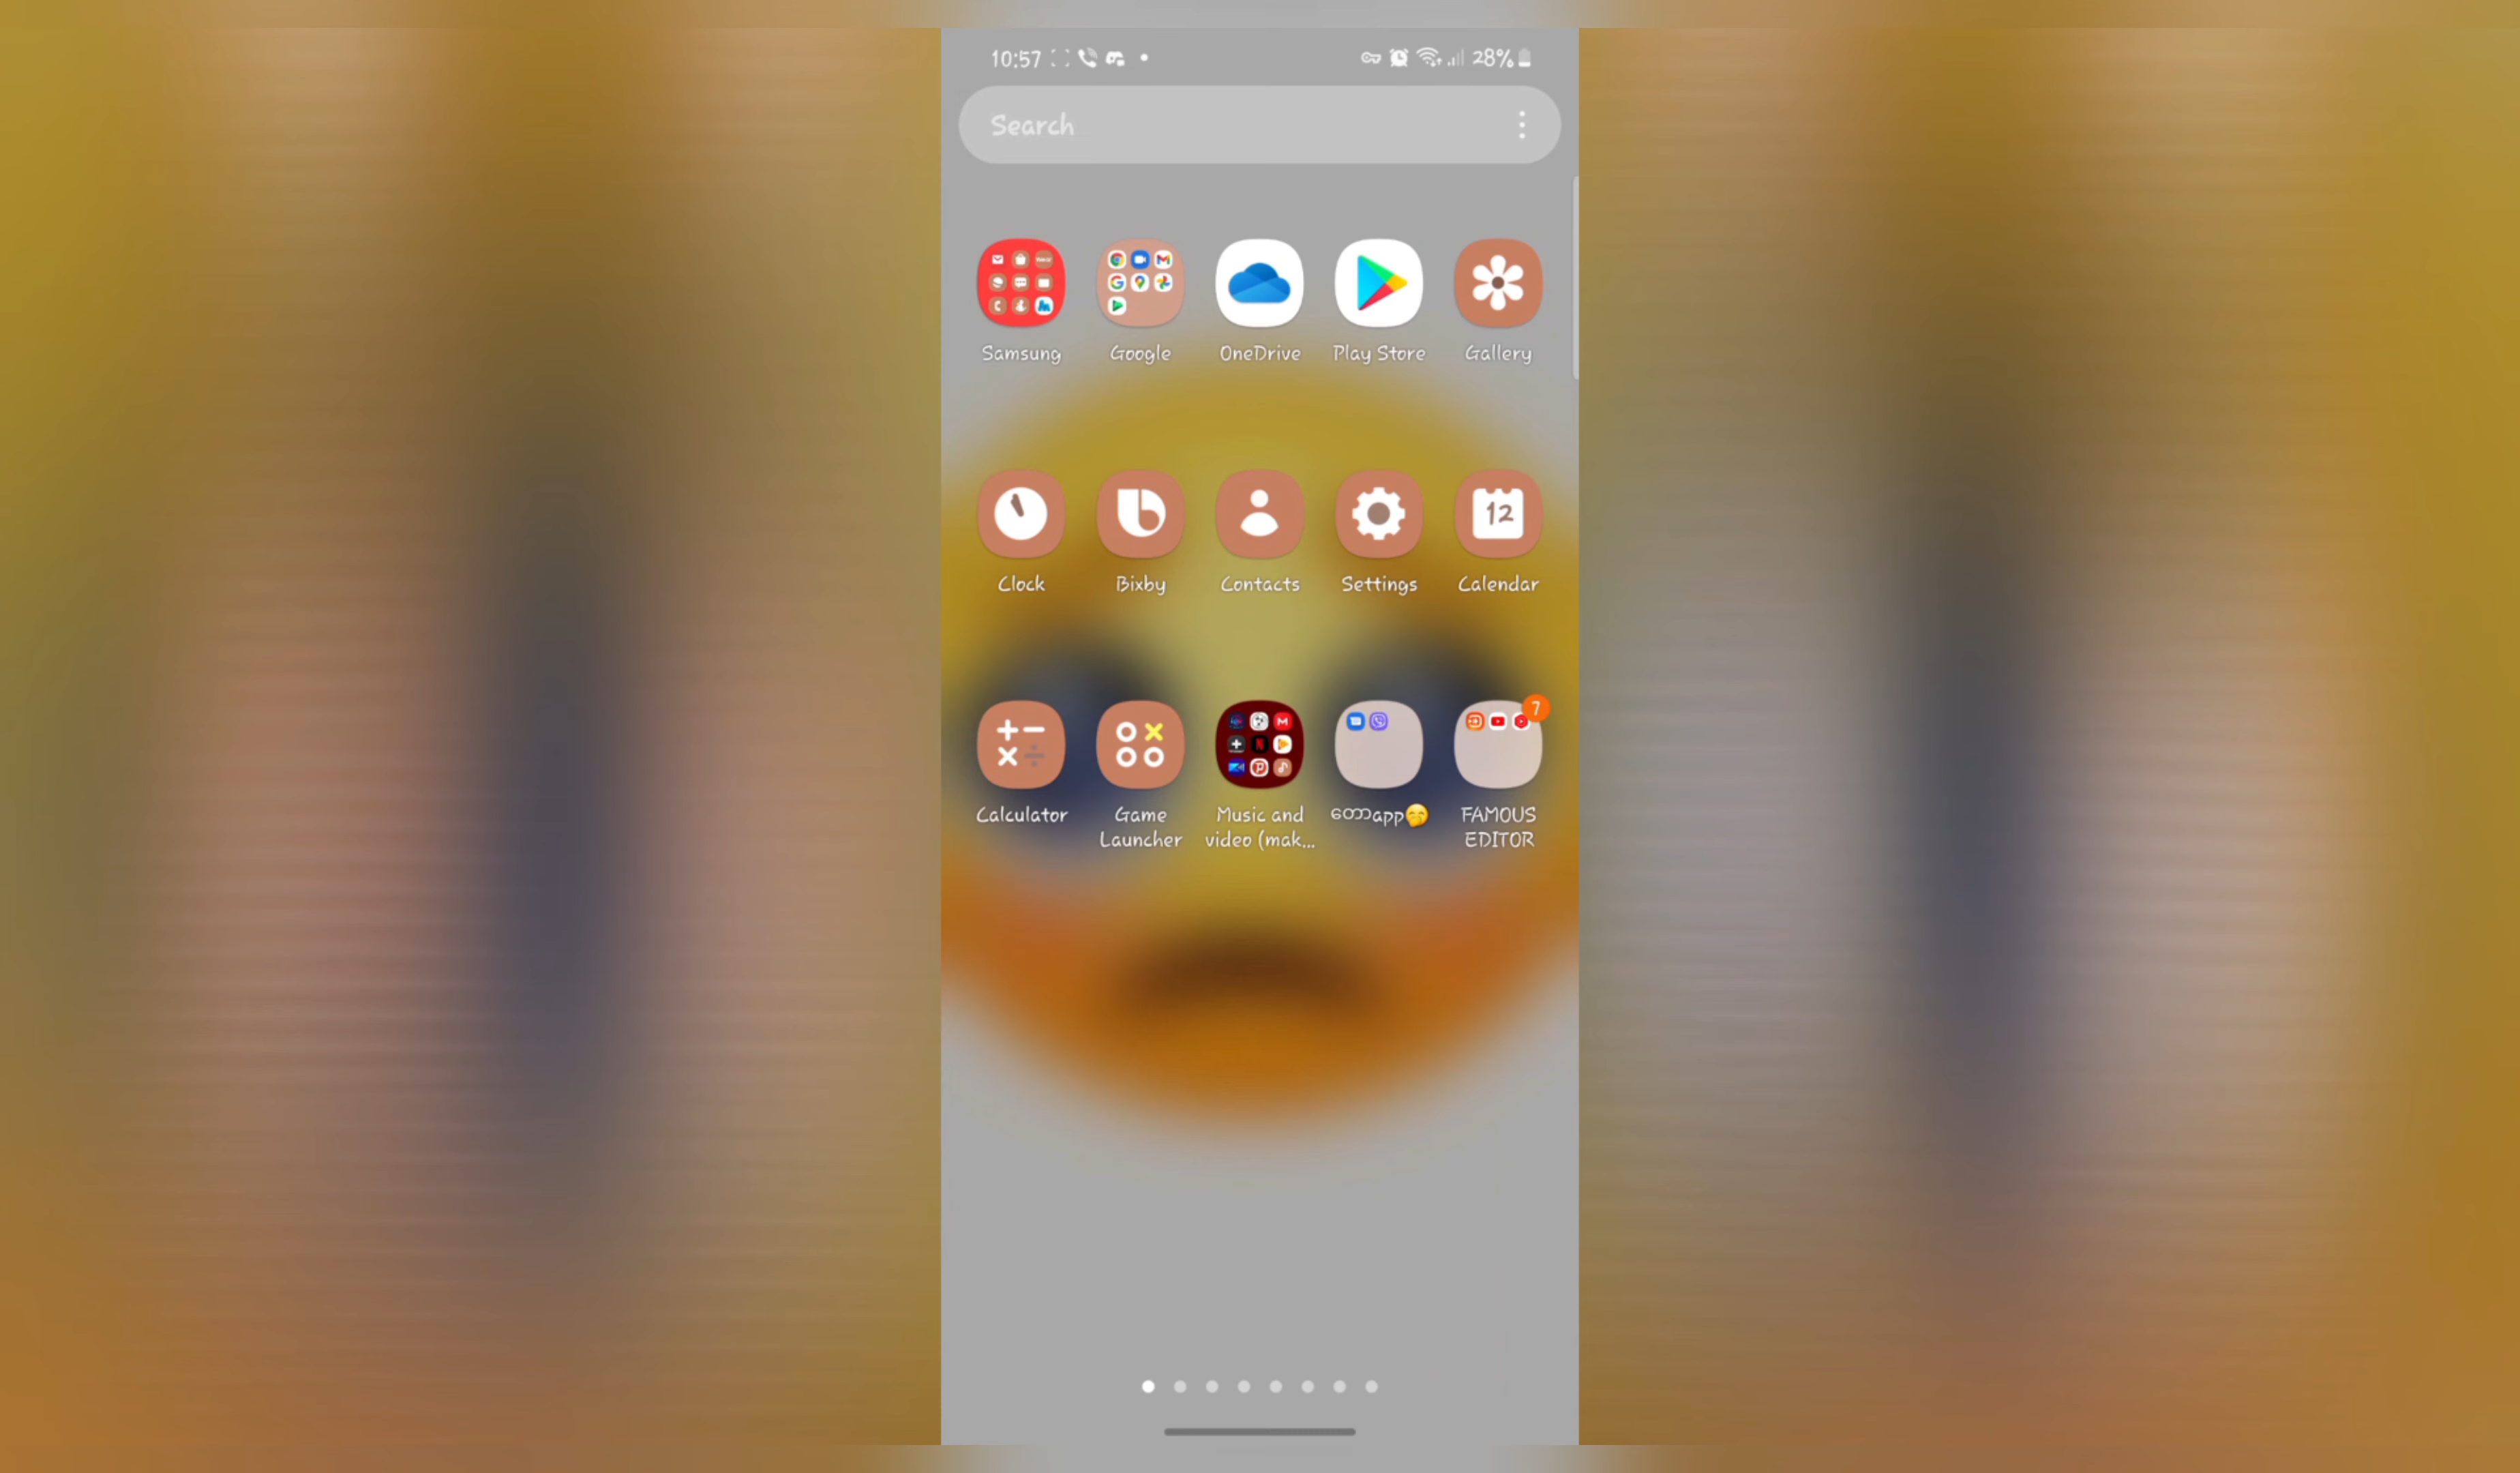 10:57
28%
Search
Samsung
Google
OneDrive
Play Store
Gallery
Clock
Bixby
Contacts
Settings
12
Calendar
7
Calculator
Game
Launcher
Music and
video (mak...
တောapp🤭
FAMOUS
EDITOR